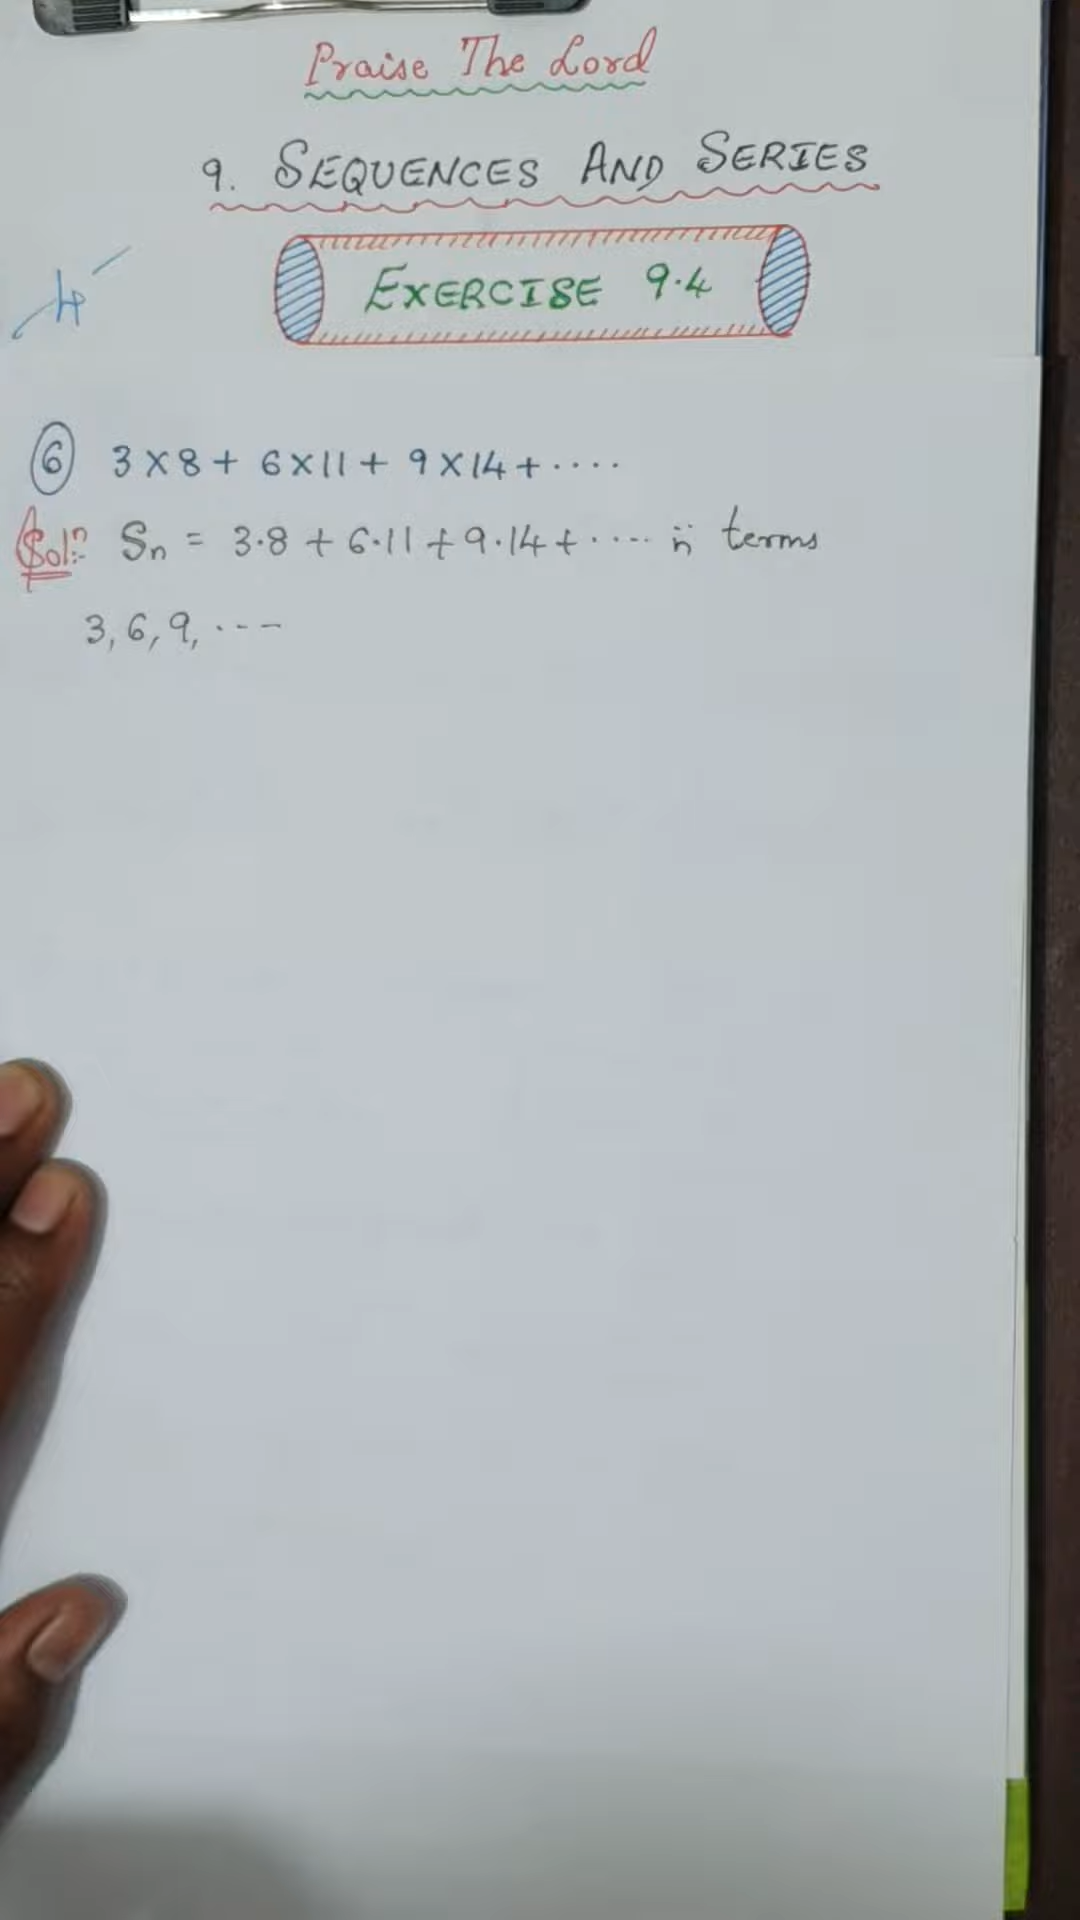 Praise The Lord
9. SEQUENCES AND SERIES
EXERCISE 9.4
⑥ 3 × 8 + 6 × 11 + 9 × 14 + ....
Sol:n Sn = 3.8 + 6.11 + 9.14 + .... n terms
3, 6, 9, ...